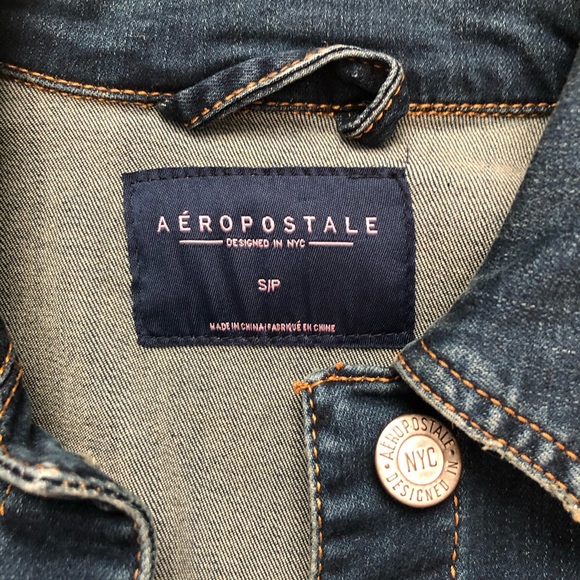 AÉROPOSTALE
DESIGNED IN NYC
S/P
MADE IN CHINA/FABRIQUÉ EN CHINE
AÉROPOSTALE
NYC
DESIGNED IN